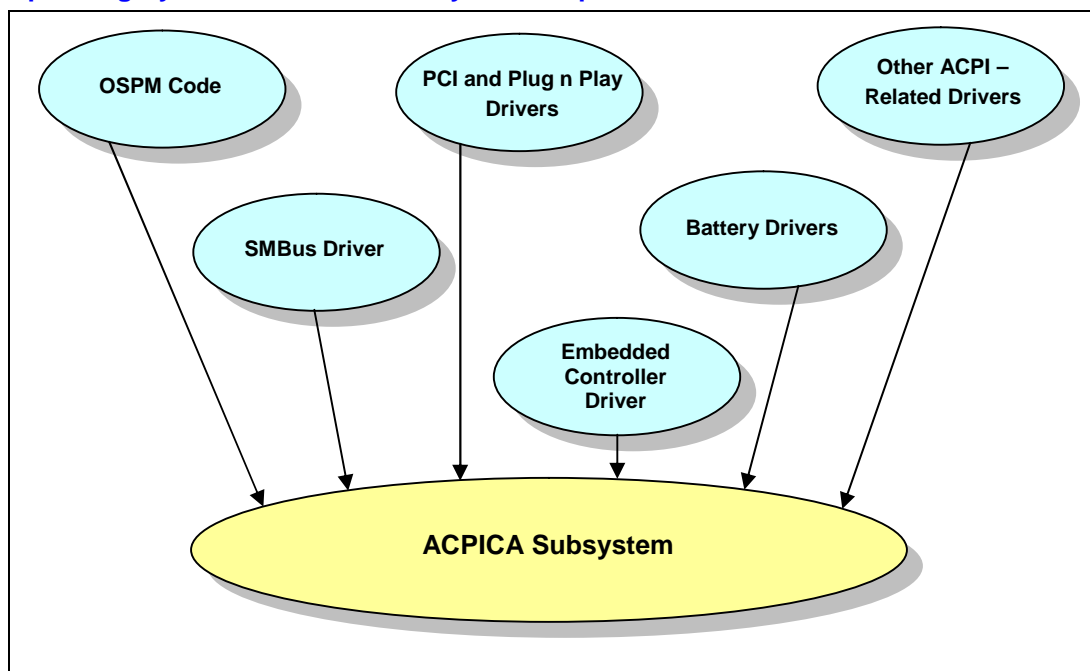 OSPM Code
PCI and Plug n Play
Drivers
Other ACPI –
Related Drivers
SMBus Driver
Battery Drivers
Embedded
Controller
Driver
ACPICA Subsystem